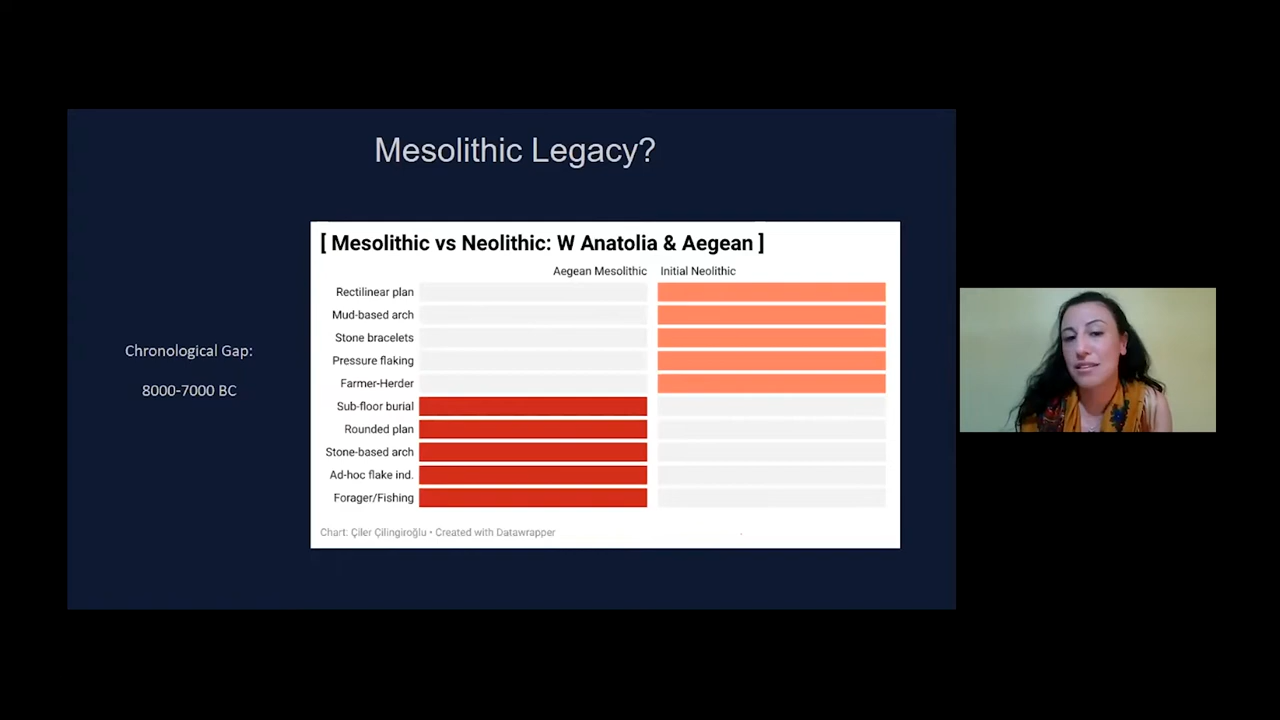 Mesolithic Legacy?
Chronological Gap:
8000-7000 BC
[ Mesolithic vs Neolithic: W Anatolia & Aegean ]
Aegean Mesolithic Initial Neolithic
Rectilinear plan
Mud-based arch
Stone bracelets
Pressure flaking
Farmer-Herder
Sub-floor burial
Rounded plan
Stone-based arch
Ad-hoc flake ind.
Forager/Fishing
Chart: Çiler Çilingiroğlu • Created with Datawrapper